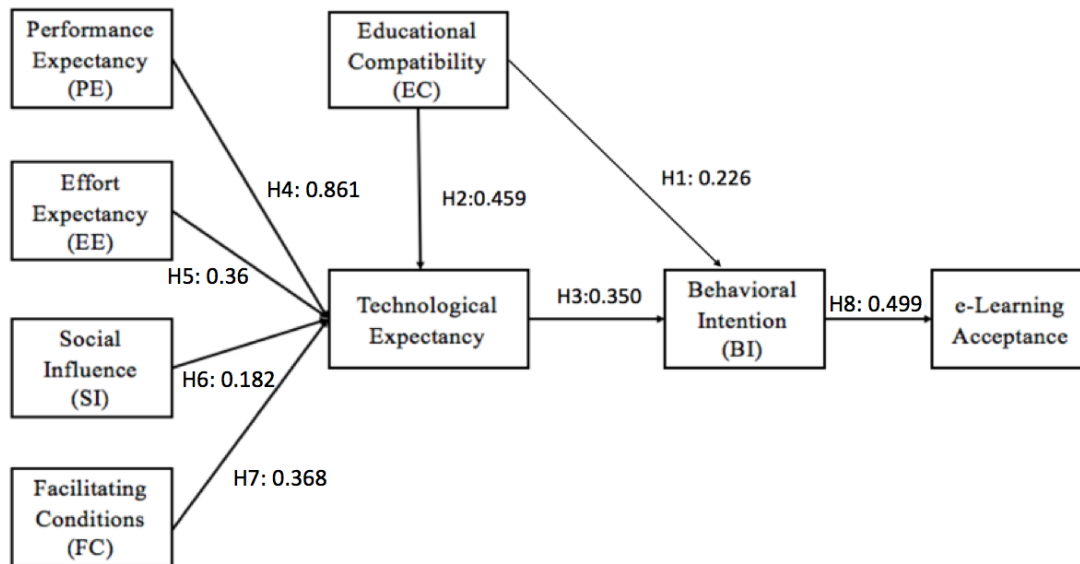 Performance
Expectancy
(PE)
Educational
Compatibility
(EC)
Effort
Expectancy
(EE)
H4: 0.861
H2:0.459
H1: 0.226
H5: 0.36
Technological
Expectancy
H3:0.350
Behavioral
Intention
(BI)
H8: 0.499
e-Learning
Acceptance
Social
Influence
(SI)
H6: 0.182
H7: 0.368
Facilitating
Conditions
(FC)